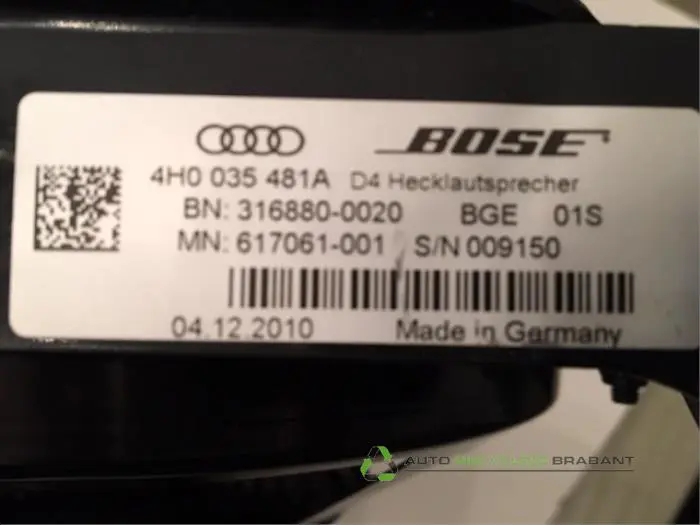 BOSE
4H0 035 481A D4 Hecklautsprecher
BN: 316880-0020 BGE 01S
MN: 617061-001 S/N 009150
04.12.2010 Made in Germany
AUTO RECYCLING BRABANT